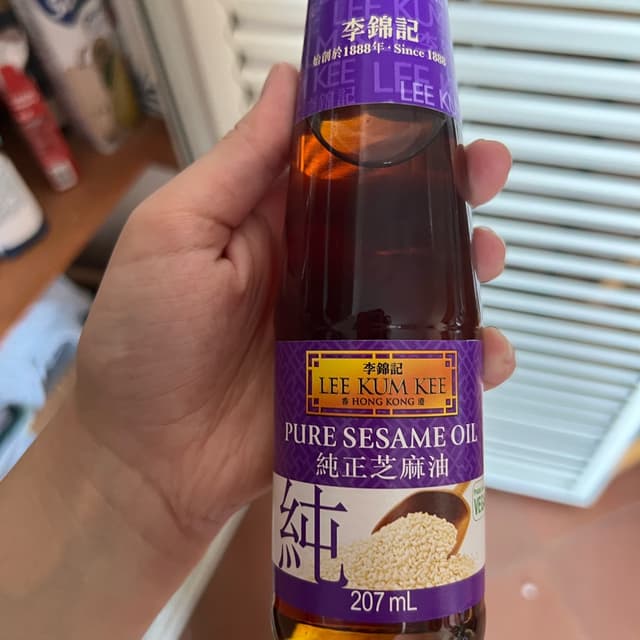 李錦記
始創於1888年 · Since 1888
李錦記
LEE KUM KEE
香 HONG KONG 港
PURE SESAME OIL
純正芝麻油
純
207 mL